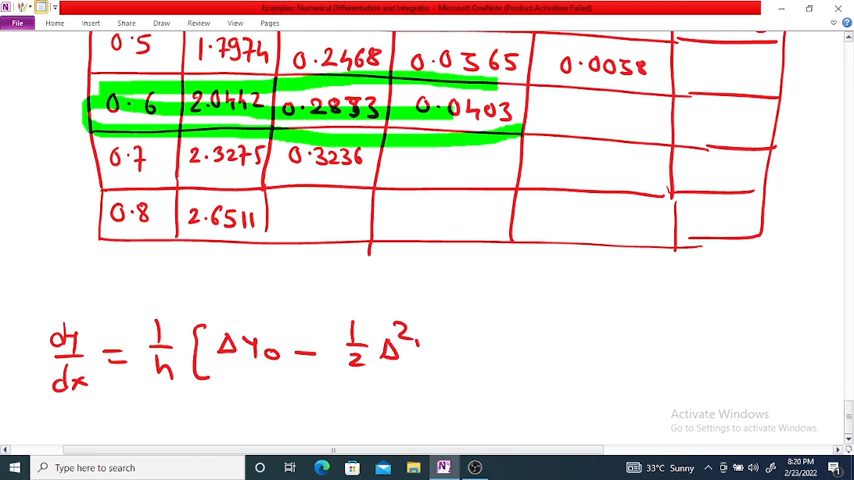 Examples: Numerical Differentiation and Integratio - Microsoft OneNote (Product Activation Failed)
File Home Insert Share Draw Review View Pages
0.5 1.7974 0.2468 0.0365 0.0038
0.6 2.0442 0.2833 0.0403
0.7 2.3275 0.3236
0.8 2.6511
dy/dx = 1/h [ Δy₀ − 1/2 Δ²
Activate Windows
Go to Settings to activate Windows.
Type here to search
33°C Sunny
8:20 PM
2/23/2022